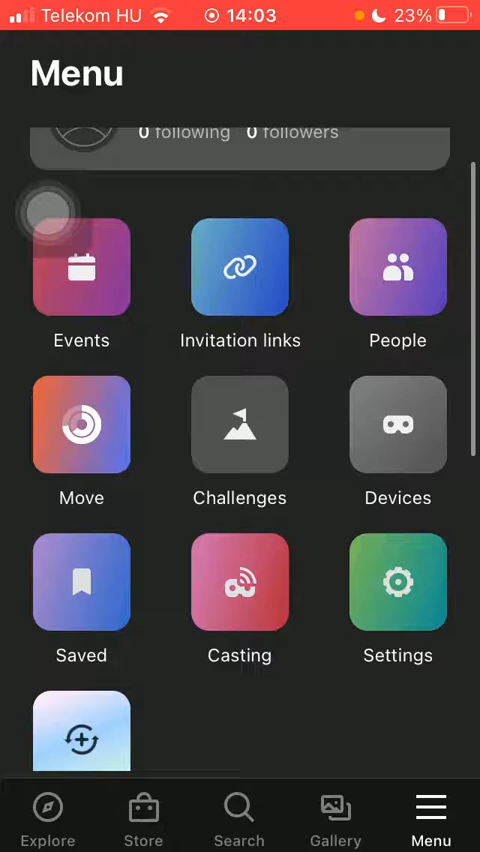 Telekom HU 14:03 23%
Menu
0 following 0 followers
Events Invitation links People
Move Challenges Devices
Saved Casting Settings
Explore Store Search Gallery Menu